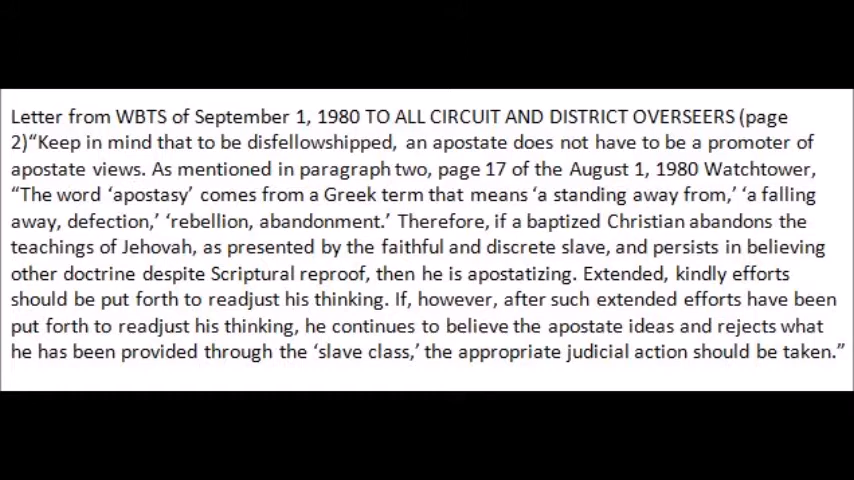 Letter from WBTS of September 1, 1980 TO ALL CIRCUIT AND DISTRICT OVERSEERS (page
2)“Keep in mind that to be disfellowshipped, an apostate does not have to be a promoter of
apostate views. As mentioned in paragraph two, page 17 of the August 1, 1980 Watchtower,
“The word ‘apostasy’ comes from a Greek term that means ‘a standing away from,’ ‘a falling
away, defection,’ ‘rebellion, abandonment.’ Therefore, if a baptized Christian abandons the
teachings of Jehovah, as presented by the faithful and discrete slave, and persists in believing
other doctrine despite Scriptural reproof, then he is apostatizing. Extended, kindly efforts
should be put forth to readjust his thinking. If, however, after such extended efforts have been
put forth to readjust his thinking, he continues to believe the apostate ideas and rejects what
he has been provided through the ‘slave class,’ the appropriate judicial action should be taken.”